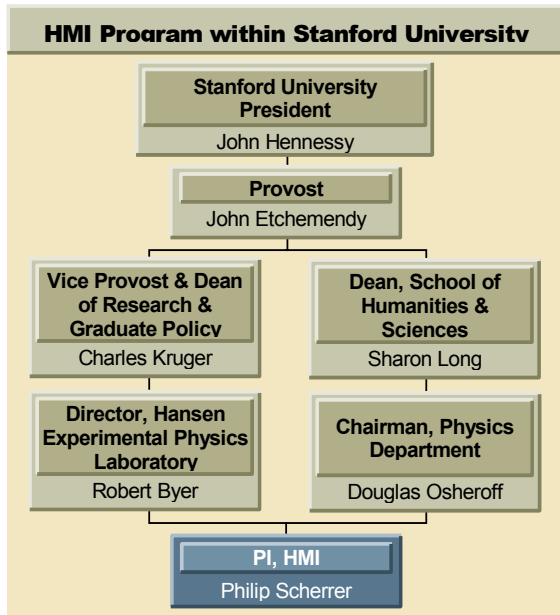 HMI Program within Stanford University
Stanford University
President
John Hennessy
Provost
John Etchemendy
Vice Provost & Dean
of Research &
Graduate Policy
Charles Kruger
Dean, School of
Humanities &
Sciences
Sharon Long
Director, Hansen
Experimental Physics
Laboratory
Robert Byer
Chairman, Physics
Department
Douglas Osheroff
PI, HMI
Philip Scherrer